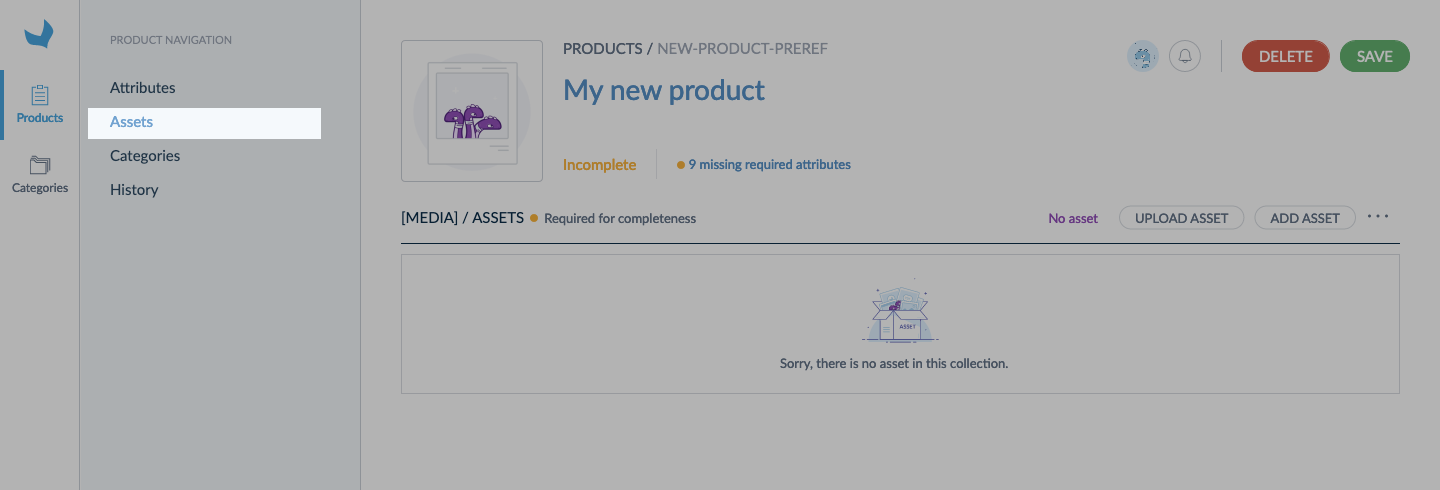 Products
Categories
PRODUCT NAVIGATION
Attributes
Assets
Categories
History
PRODUCTS / NEW-PRODUCT-PREREF
DELETE
SAVE
My new product
Incomplete
9 missing required attributes
[MEDIA] / ASSETS Required for completeness
No asset
UPLOAD ASSET
ADD ASSET
ASSET
Sorry, there is no asset in this collection.